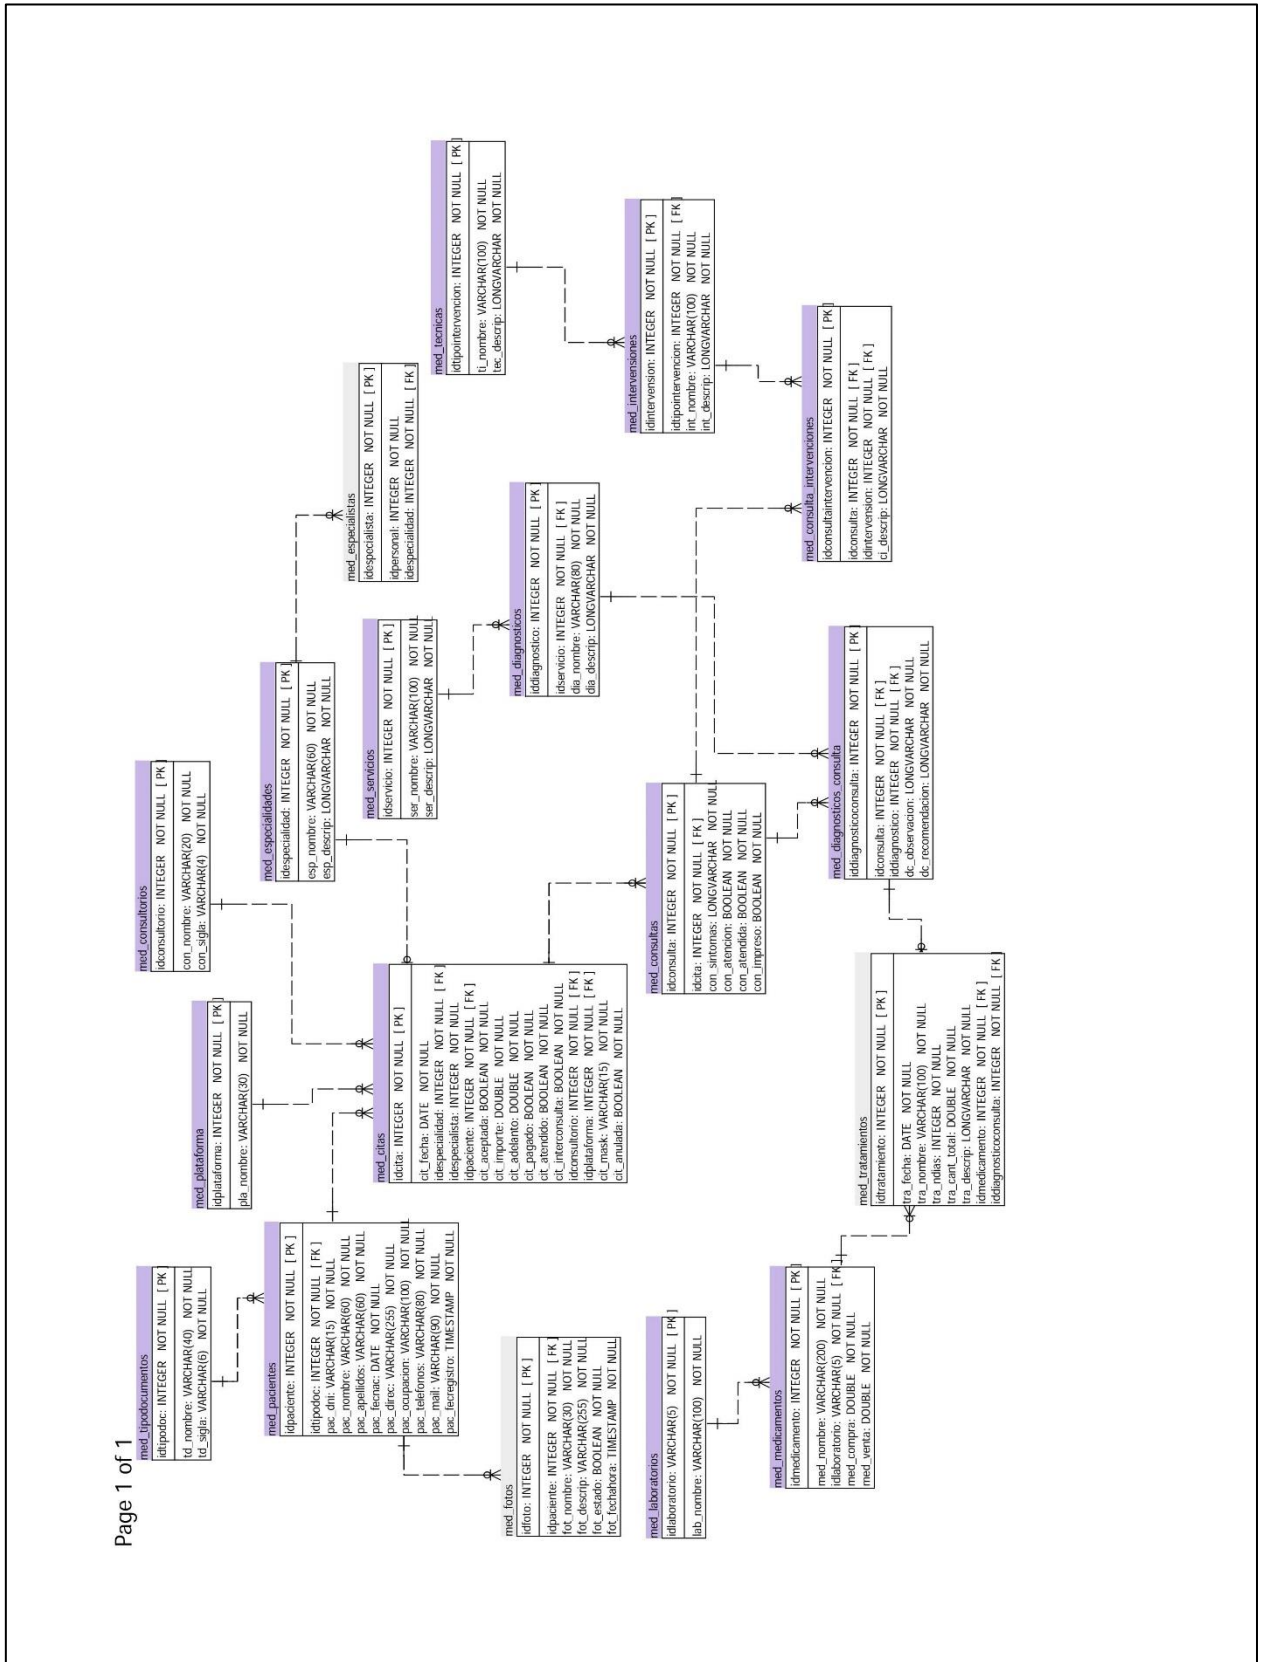 Page 1 of 1
med_tipodocumentos
idtipodoc: INTEGER NOT NULL [ PK ]
td_nombre: VARCHAR(40) NOT NULL
td_sigla: VARCHAR(6) NOT NULL
med_plataforma
idplataforma: INTEGER NOT NULL [ PK ]
pla_nombre: VARCHAR(30) NOT NULL
med_consultorios
idconsultorio: INTEGER NOT NULL [ PK ]
con_nombre: VARCHAR(20) NOT NULL
con_sigla: VARCHAR(4) NOT NULL
med_pacientes
idpaciente: INTEGER NOT NULL [ PK ]
idtipodoc: INTEGER NOT NULL [ FK ]
pac_dni: VARCHAR(15) NOT NULL
pac_nombre: VARCHAR(60) NOT NULL
pac_apellidos: VARCHAR(60) NOT NULL
pac_fecnac: DATE NOT NULL
pac_direc: VARCHAR(255) NOT NULL
pac_ocupacion: VARCHAR(100) NOT NULL
pac_telefonos: VARCHAR(80) NOT NULL
pac_mail: VARCHAR(90) NOT NULL
pac_fecregistro: TIMESTAMP NOT NULL
med_especialidades
idespecialidad: INTEGER NOT NULL [ PK ]
esp_nombre: VARCHAR(60) NOT NULL
esp_descrip: LONGVARCHAR NOT NULL
med_especialistas
idespecialista: INTEGER NOT NULL [ PK ]
idpersonal: INTEGER NOT NULL
idespecialidad: INTEGER NOT NULL [ FK ]
med_tecnicas
idtipointervencion: INTEGER NOT NULL [ PK ]
ti_nombre: VARCHAR(100) NOT NULL
tec_descrip: LONGVARCHAR NOT NULL
med_citas
idcita: INTEGER NOT NULL [ PK ]
cit_fecha: DATE NOT NULL
idespecialidad: INTEGER NOT NULL [ FK ]
idespecialista: INTEGER NOT NULL
idpaciente: INTEGER NOT NULL [ FK ]
cit_aceptada: BOOLEAN NOT NULL
cit_importe: DOUBLE NOT NULL
cit_adelanto: DOUBLE NOT NULL
cit_pagado: BOOLEAN NOT NULL
cit_atendido: BOOLEAN NOT NULL
cit_interconsulta: BOOLEAN NOT NULL
idconsultorio: INTEGER NOT NULL [ FK ]
idplataforma: INTEGER NOT NULL [ FK ]
cit_mask: VARCHAR(15) NOT NULL
cit_anulada: BOOLEAN NOT NULL
med_servicios
idservicio: INTEGER NOT NULL [ PK ]
ser_nombre: VARCHAR(100) NOT NULL
ser_descrip: LONGVARCHAR NOT NULL
med_fotos
idfoto: INTEGER NOT NULL [ PK ]
idpaciente: INTEGER NOT NULL [ FK ]
fot_nombre: VARCHAR(30) NOT NULL
fot_descrip: VARCHAR(255) NOT NULL
fot_estado: BOOLEAN NOT NULL
fot_fechahora: TIMESTAMP NOT NULL
med_diagnosticos
iddiagnostico: INTEGER NOT NULL [ PK ]
idservicio: INTEGER NOT NULL [ FK ]
dia_nombre: VARCHAR(80) NOT NULL
dia_descrip: LONGVARCHAR NOT NULL
med_intervensiones
idintervension: INTEGER NOT NULL [ PK ]
idtipointervencion: INTEGER NOT NULL [ FK ]
int_nombre: VARCHAR(100) NOT NULL
int_descrip: LONGVARCHAR NOT NULL
med_laboratorios
idlaboratorio: VARCHAR(5) NOT NULL [ PK ]
lab_nombre: VARCHAR(100) NOT NULL
med_consultas
idconsulta: INTEGER NOT NULL [ PK ]
idcita: INTEGER NOT NULL [ FK ]
con_sintomas: LONGVARCHAR NOT NULL
con_atencion: BOOLEAN NOT NULL
con_atendida: BOOLEAN NOT NULL
con_impreso: BOOLEAN NOT NULL
med_medicamentos
idmedicamento: INTEGER NOT NULL [ PK ]
med_nombre: VARCHAR(200) NOT NULL
idlaboratorio: VARCHAR(5) NOT NULL [ FK ]
med_compra: DOUBLE NOT NULL
med_venta: DOUBLE NOT NULL
med_consulta_intervenciones
idconsultaintervencion: INTEGER NOT NULL [ PK ]
idconsulta: INTEGER NOT NULL [ FK ]
idintervension: INTEGER NOT NULL [ FK ]
ci_descrip: LONGVARCHAR NOT NULL
med_diagnosticos_consulta
iddiagnosticoconsulta: INTEGER NOT NULL [ PK ]
idconsulta: INTEGER NOT NULL [ FK ]
iddiagnostico: INTEGER NOT NULL [ FK ]
dc_observacion: LONGVARCHAR NOT NULL
dc_recomendacion: LONGVARCHAR NOT NULL
med_tratamientos
idtratamiento: INTEGER NOT NULL [ PK ]
tra_fecha: DATE NOT NULL
tra_nombre: VARCHAR(100) NOT NULL
tra_ndias: INTEGER NOT NULL
tra_cant_total: DOUBLE NOT NULL
tra_descrip: LONGVARCHAR NOT NULL
idmedicamento: INTEGER NOT NULL [ FK ]
iddiagnosticoconsulta: INTEGER NOT NULL [ FK ]